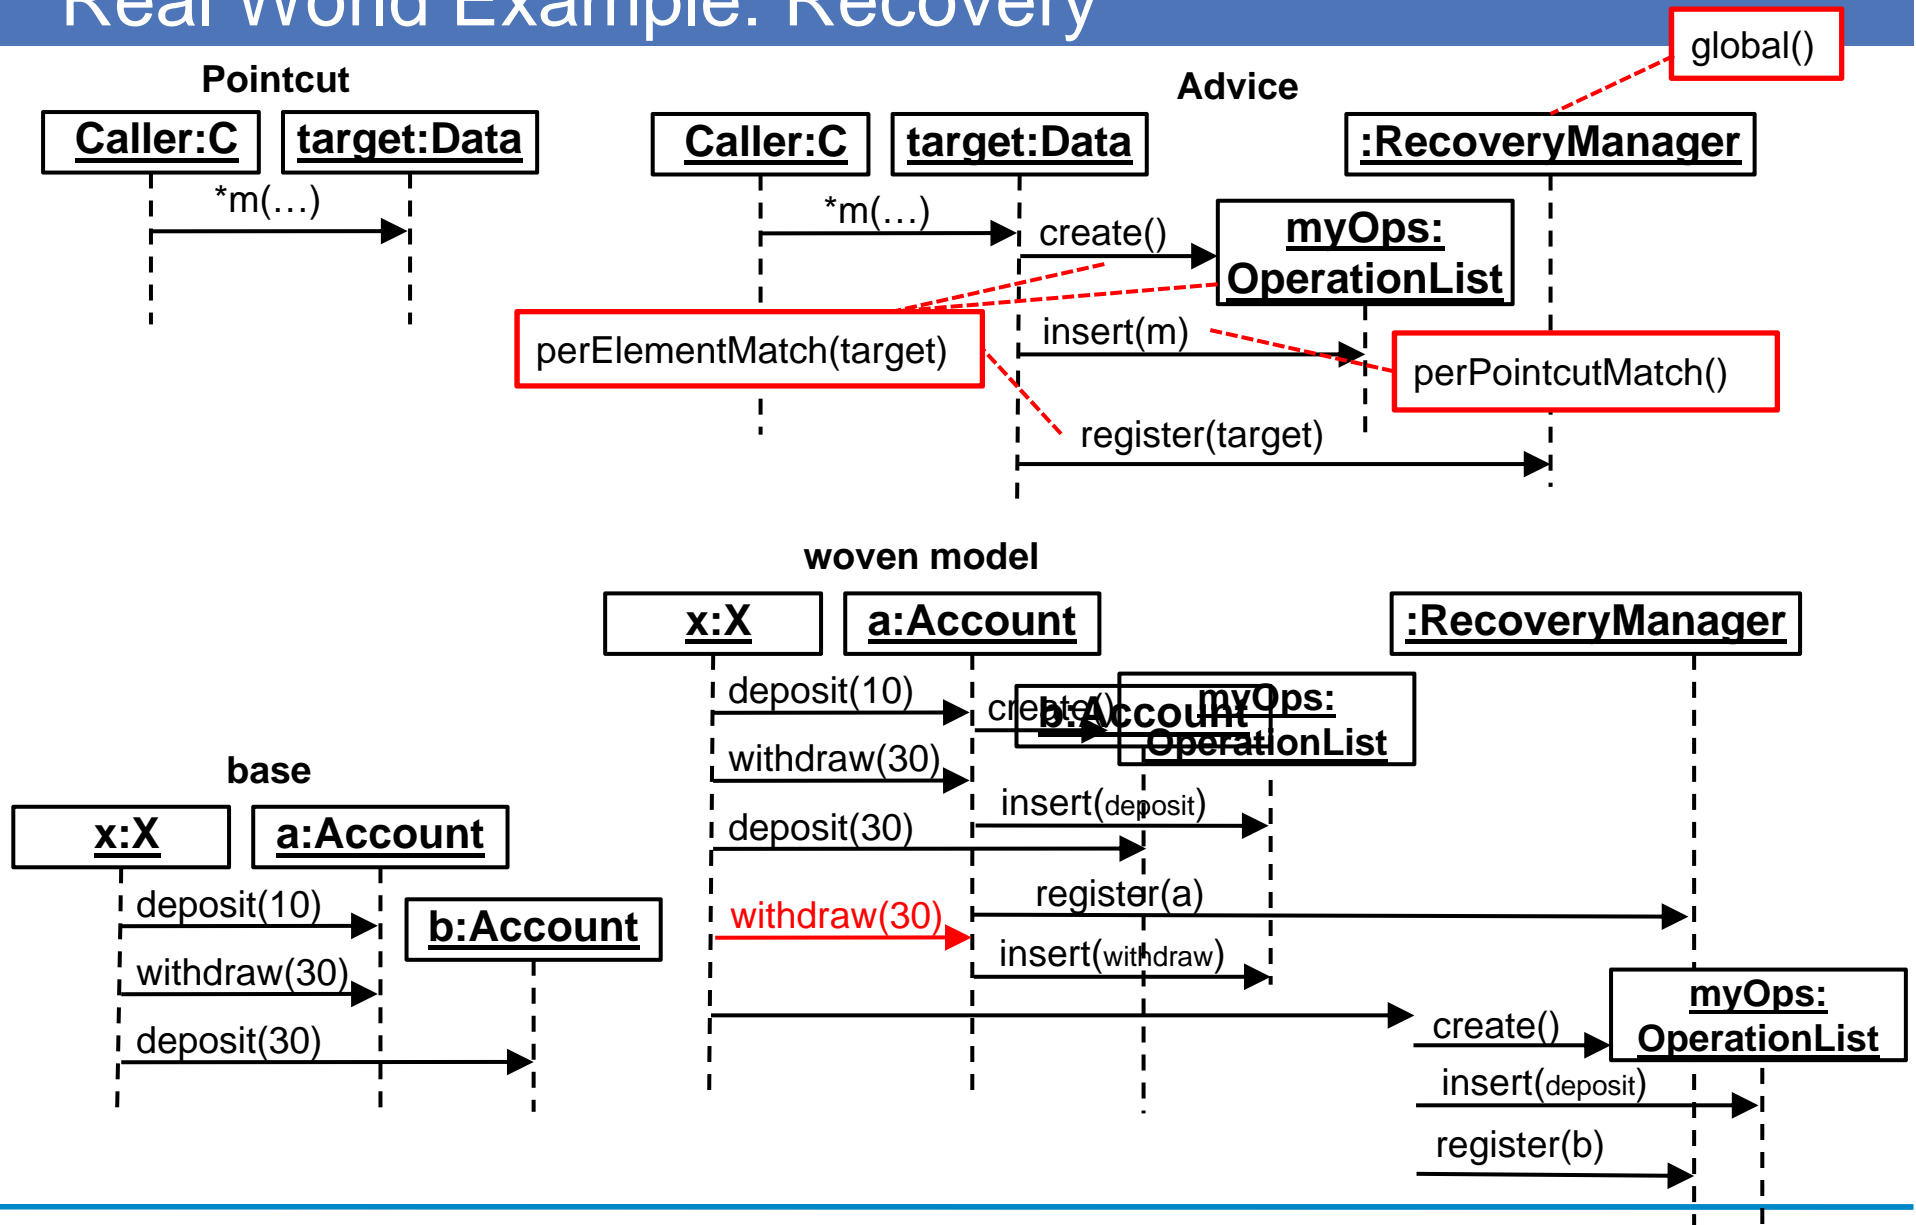 Real World Example: Recovery
global()
Pointcut
Advice
Caller:C
target:Data
*m(…)
Caller:C
target:Data
:RecoveryManager
*m(…)
create()
myOps:
OperationList
insert(m)
perElementMatch(target)
perPointcutMatch()
register(target)
woven model
x:X
a:Account
:RecoveryManager
deposit(10)
create()
b:Account
myOps:
OperationList
withdraw(30)
insert(deposit)
deposit(30)
register(a)
withdraw(30)
insert(withdraw)
myOps:
OperationList
create()
insert(deposit)
register(b)
base
x:X
a:Account
deposit(10)
b:Account
withdraw(30)
deposit(30)